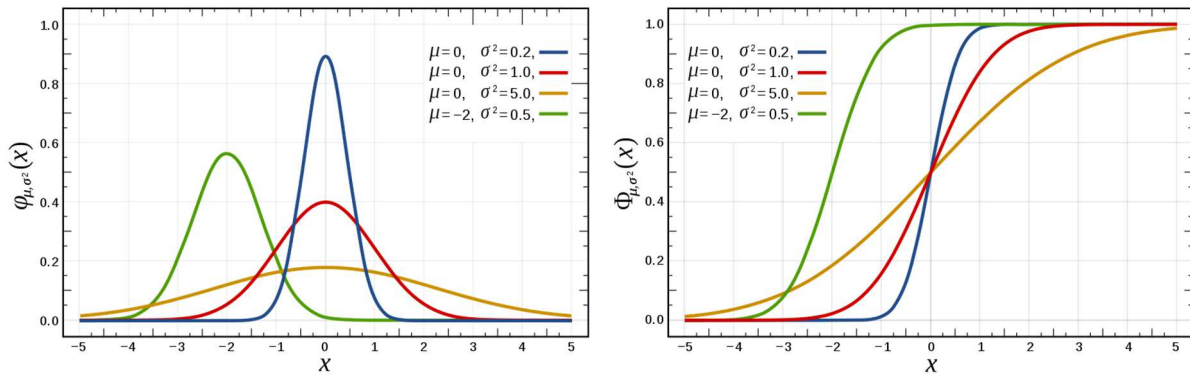 1.0
0.8
0.6
0.4
0.2
0.0
φμ,σ²(x)
μ=0, σ²=0.2,
μ=0, σ²=1.0,
μ=0, σ²=5.0,
μ=−2, σ²=0.5,
−5 −4 −3 −2 −1 0 1 2 3 4 5
x
1.0
0.8
0.6
0.4
0.2
0.0
Φμ,σ²(x)
μ=0, σ²=0.2,
μ=0, σ²=1.0,
μ=0, σ²=5.0,
μ=−2, σ²=0.5,
−5 −4 −3 −2 −1 0 1 2 3 4 5
x